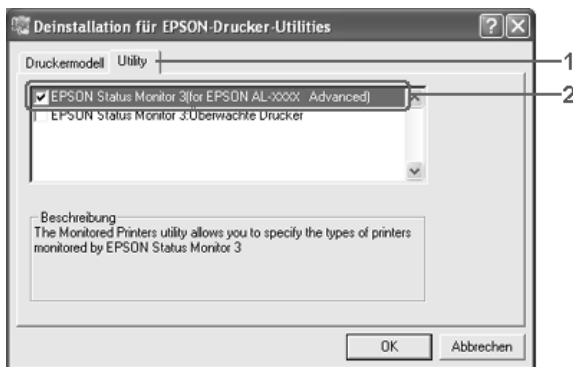 Deinstallation für EPSON-Drucker-Utilities
Druckermodell Utility
1
EPSON Status Monitor 3(for EPSON AL-XXXX Advanced)
2
EPSON Status Monitor 3:Überwachte Drucker
Beschreibung
The Monitored Printers utility allows you to specify the types of printers
monitored by EPSON Status Monitor 3
OK Abbrechen